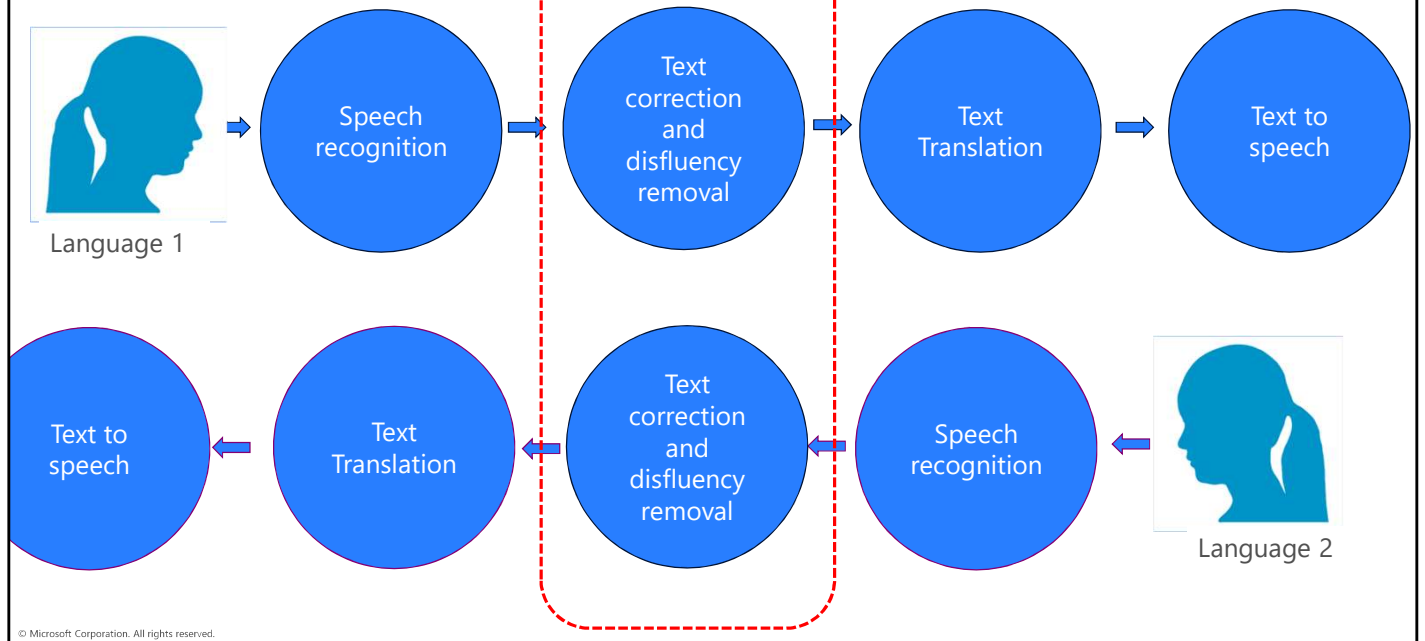 Speech
recognition
Text
correction
and
disfluency
removal
Text
Translation
Text to
speech
Language 1
Text to
speech
Text
Translation
Text
correction
and
disfluency
removal
Speech
recognition
Language 2
© Microsoft Corporation. All rights reserved.